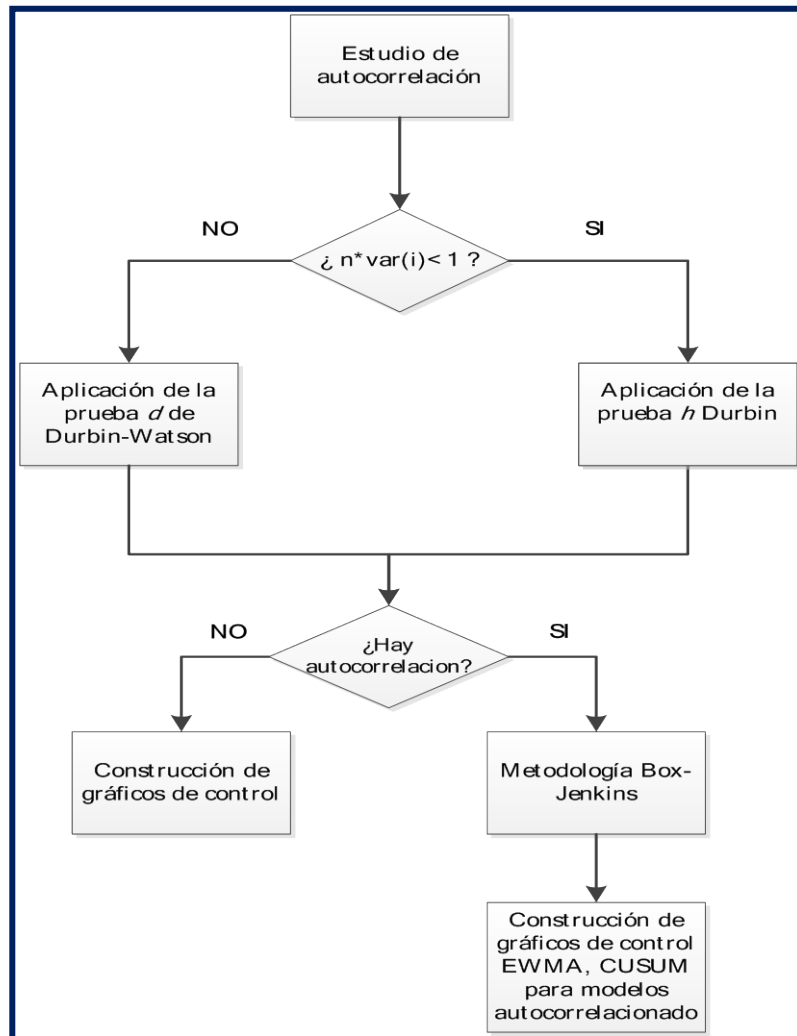 Estudio de
autocorrelación
NO
SI
¿ n*var(i)< 1 ?
Aplicación de la
prueba d de
Durbin-Watson
Aplicación de la
prueba h Durbin
NO
SI
¿Hay
autocorrelacion?
Construcción de
gráficos de control
Metodología Box-
Jenkins
Construcción de
gráficos de control
EWMA, CUSUM
para modelos
autocorrelacionado